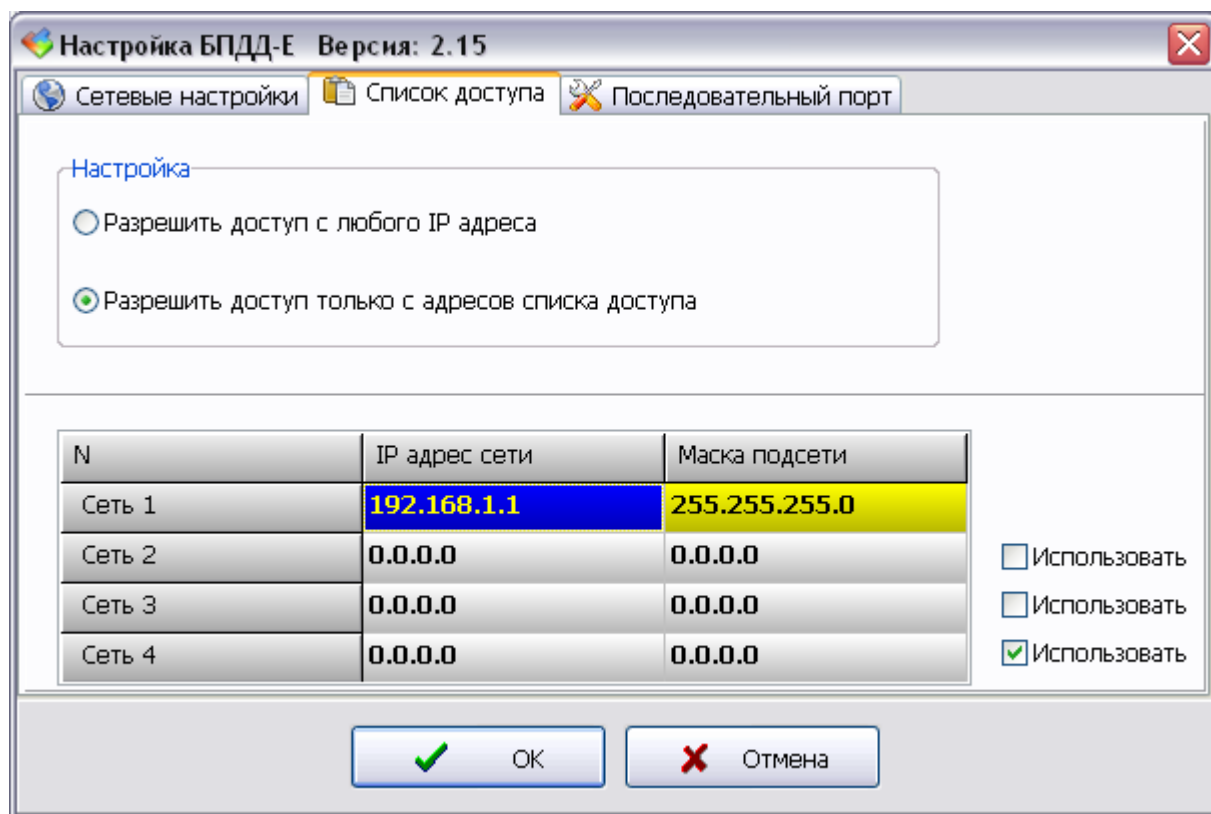 Настройка БПДД-Е Версия: 2.15
Сетевые настройки Список доступа Последовательный порт
Настройка
Разрешить доступ с любого IP адреса
Разрешить доступ только с адресов списка доступа
N IP адрес сети Маска подсети
Сеть 1 192.168.1.1 255.255.255.0
Сеть 2 0.0.0.0 0.0.0.0 Использовать
Сеть 3 0.0.0.0 0.0.0.0 Использовать
Сеть 4 0.0.0.0 0.0.0.0 Использовать
OK Отмена